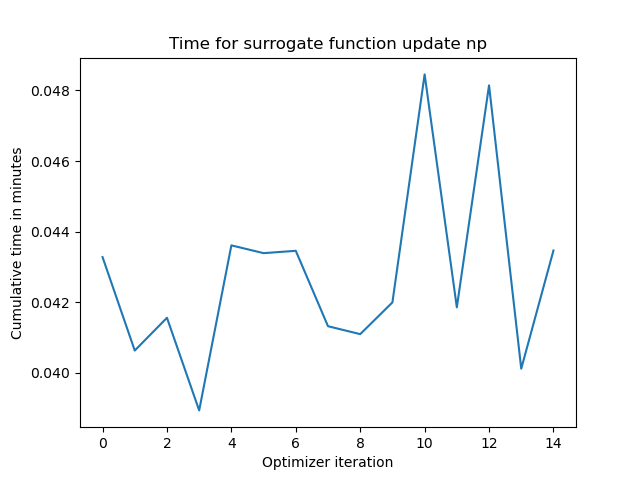 Time for surrogate function update np
Cumulative time in minutes
0.048
0.046
0.044
0.042
0.040
0 2 4 6 8 10 12 14
Optimizer iteration